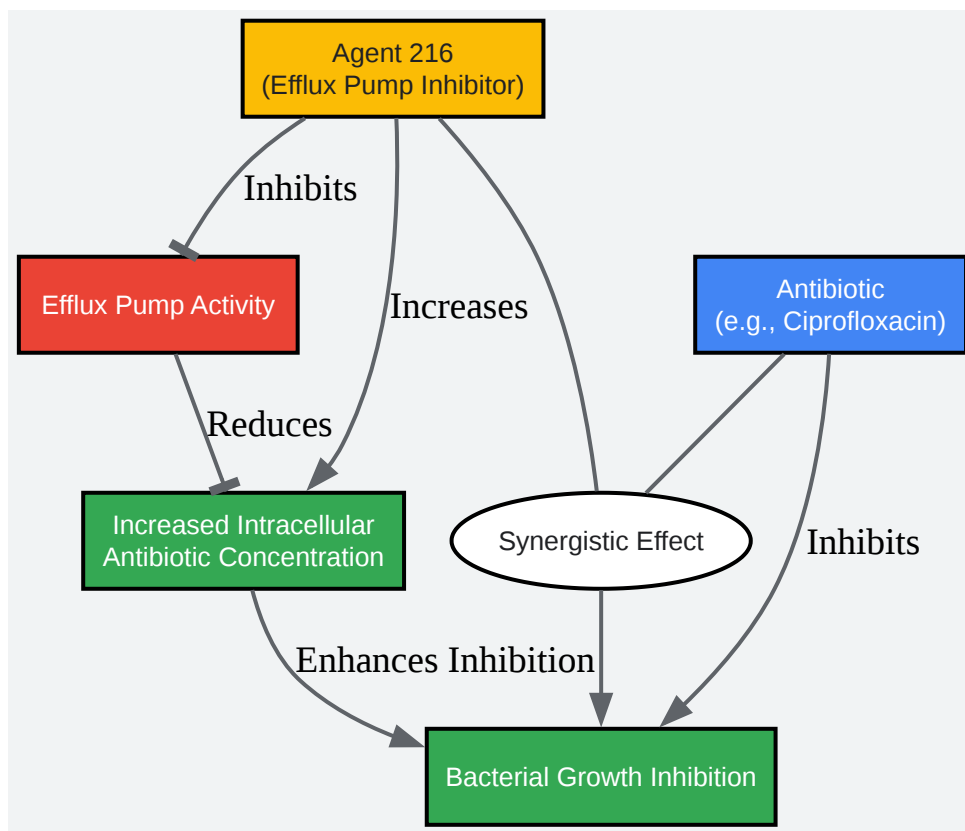 Agent 216
(Efflux Pump Inhibitor)
Inhibits
Efflux Pump Activity
Increases
Antibiotic
(e.g., Ciprofloxacin)
Reduces
Increased Intracellular
Antibiotic Concentration
Synergistic Effect
Inhibits
Enhances Inhibition
Bacterial Growth Inhibition